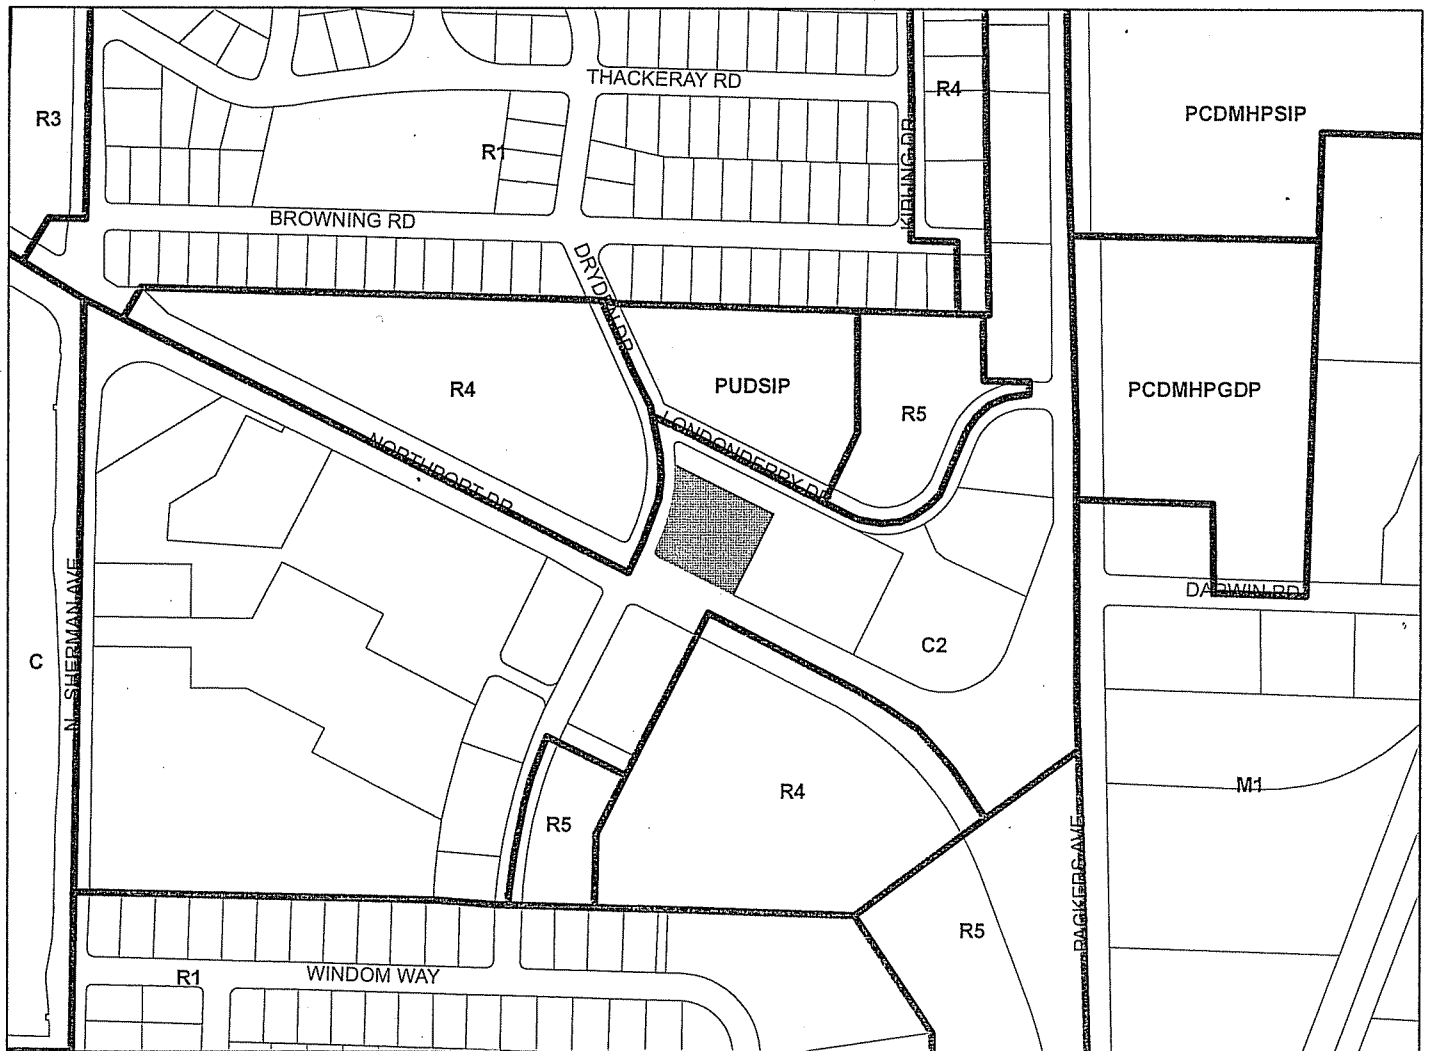 THACKERAY RD
R4
PCDMHPSIP
R3
R1
KIPLING DR
BROWNING RD
DRYDEN DR
R4
PUDSIP
R5
PCDMHPGDP
LONDONDERRY DR
NORTHPORT DR
DARWIN RD
N. SHERMAN AVE
C
C2
R4
M1
R5
PACKERS AVE
R5
R1
WINDOM WAY